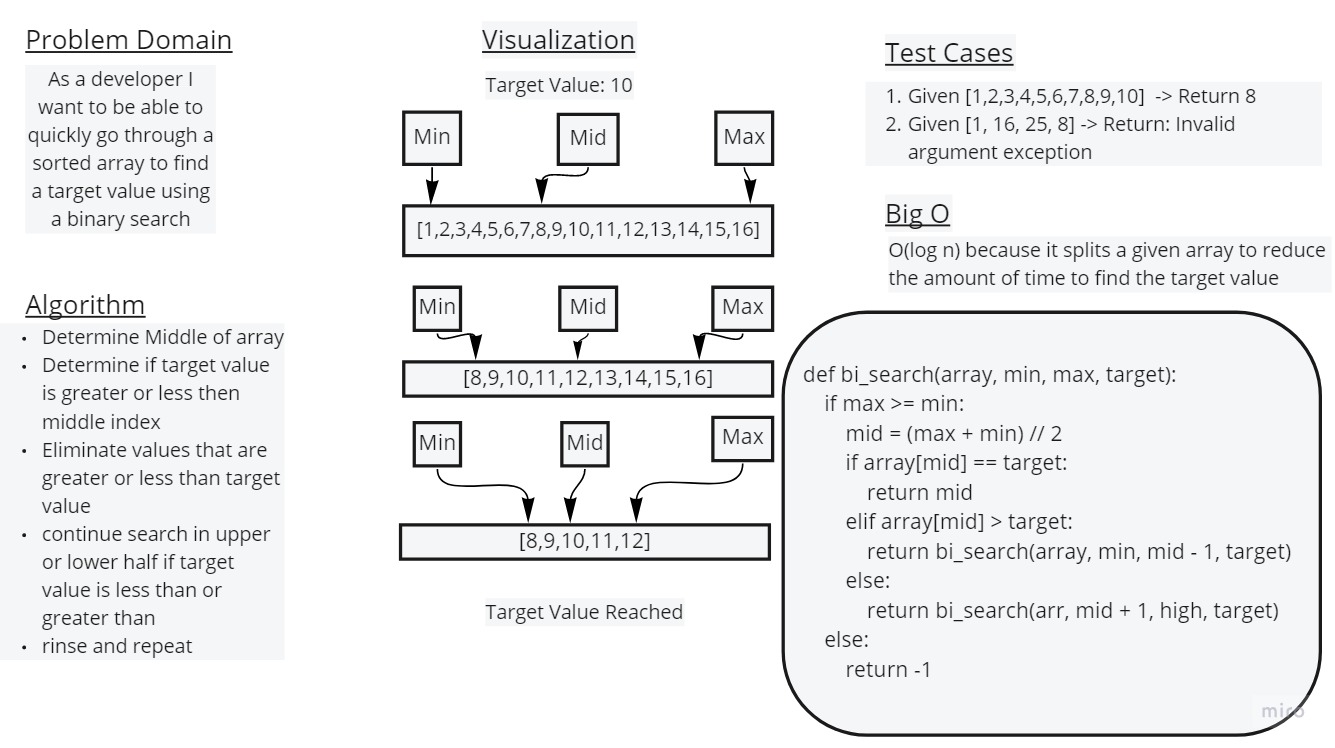 Problem Domain
As a developer I
want to be able to
quickly go through a
sorted array to find
a target value using
a binary search
Algorithm
• Determine Middle of array
• Determine if target value
is greater or less then
middle index
• Eliminate values that are
greater or less than target
value
• continue search in upper
or lower half if target
value is less than or
greater than
• rinse and repeat
Visualization
Target Value: 10
Min Mid Max
[1,2,3,4,5,6,7,8,9,10,11,12,13,14,15,16]
Min Mid Max
[8,9,10,11,12,13,14,15,16]
Min Mid Max
[8,9,10,11,12]
Target Value Reached
Test Cases
1. Given [1,2,3,4,5,6,7,8,9,10] -> Return 8
2. Given [1, 16, 25, 8] -> Return: Invalid
argument exception
Big O
O(log n) because it splits a given array to reduce
the amount of time to find the target value
def bi_search(array, min, max, target):
if max >= min:
mid = (max + min) // 2
if array[mid] == target:
return mid
elif array[mid] > target:
return bi_search(array, min, mid - 1, target)
else:
return bi_search(arr, mid + 1, high, target)
else:
return -1
miro